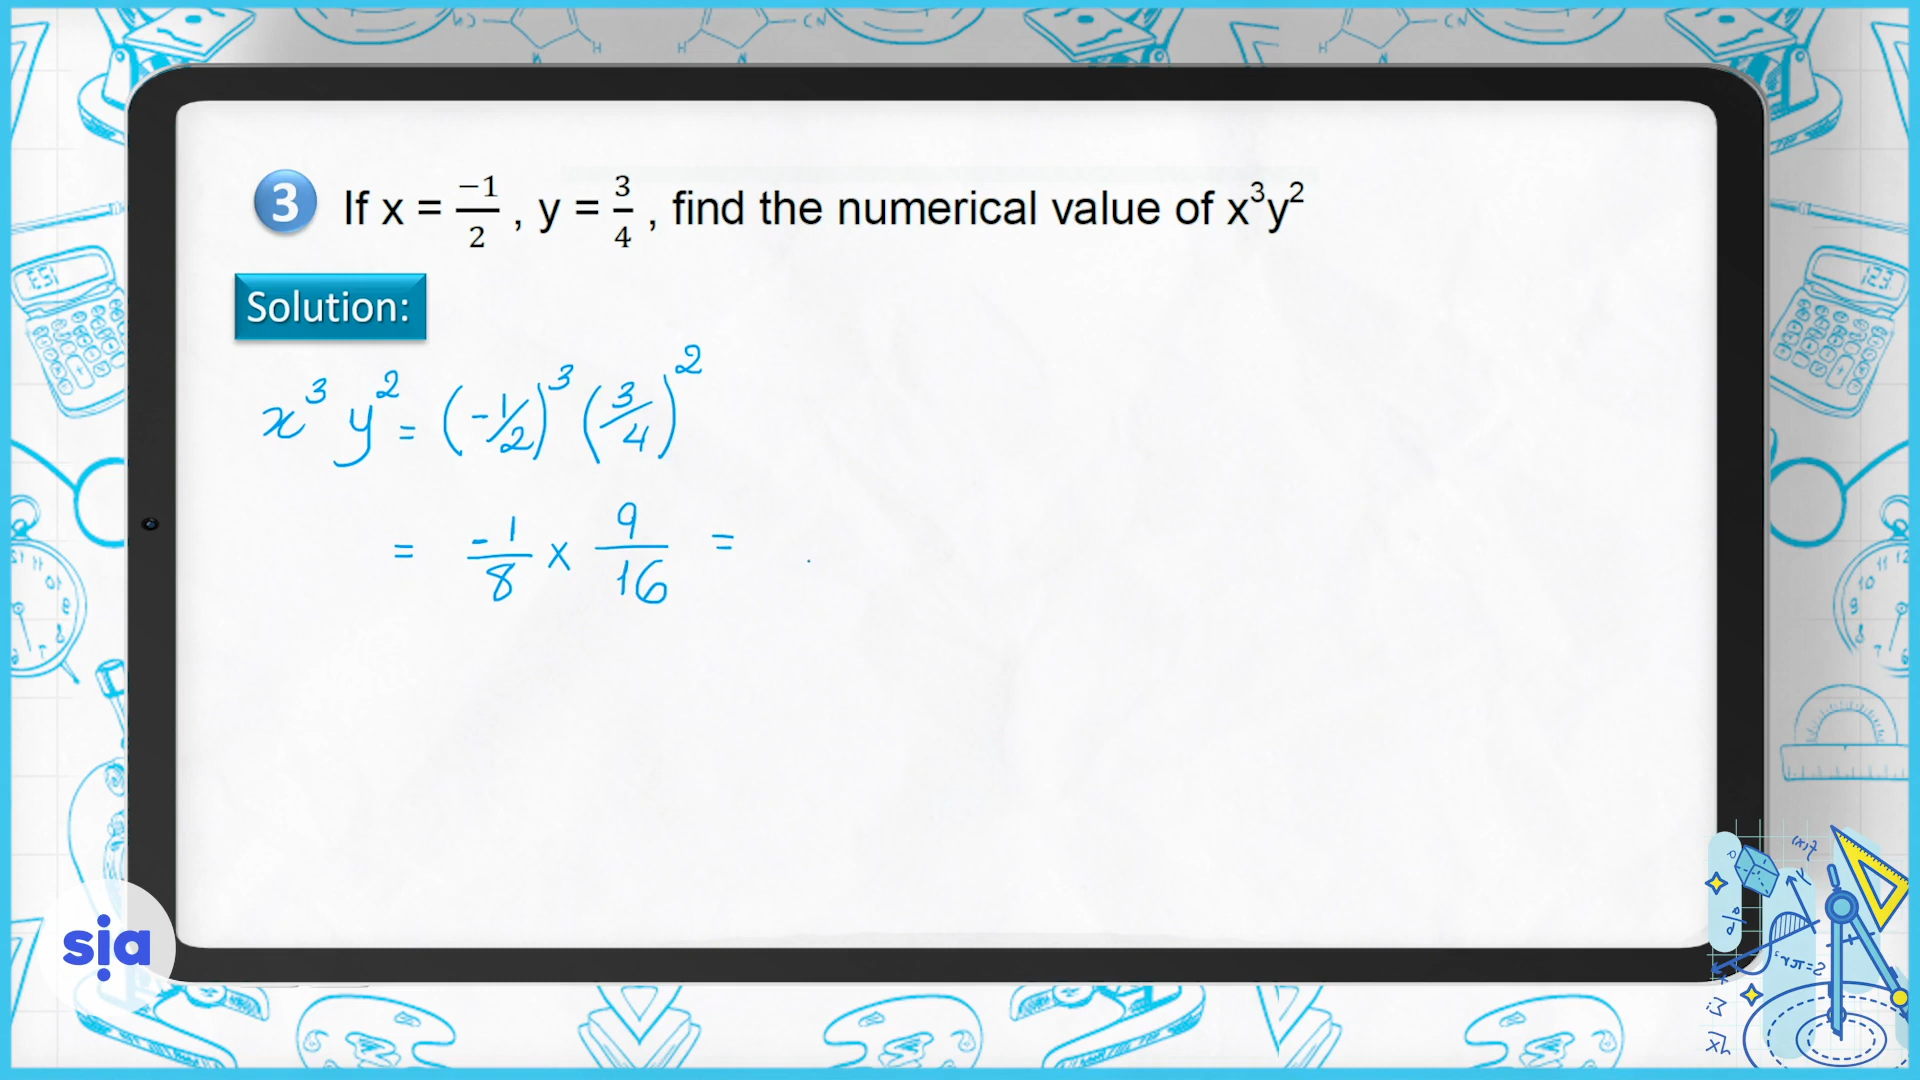 3 If x = −1/2 , y = 3/4 , find the numerical value of x³y²
Solution:
x³ y² = (-1/2)³ (3/4)²
= -1/8 × 9/16 =
sia